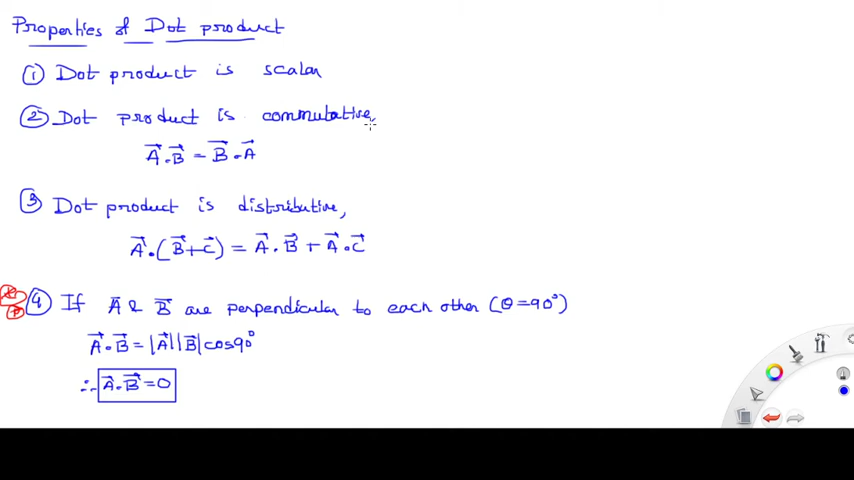 Properties of Dot product
① Dot product is scalar
② Dot product is commutative
A⃗.B⃗ = B⃗.A⃗
③ Dot product is distributive,
A⃗.(B⃗+C⃗) = A⃗.B⃗ + A⃗.C⃗
④ If A⃗ & B⃗ are perpendicular to each other (θ=90°)
A⃗.B⃗ = |A⃗||B⃗| cos90°
∴ A⃗.B⃗ = 0